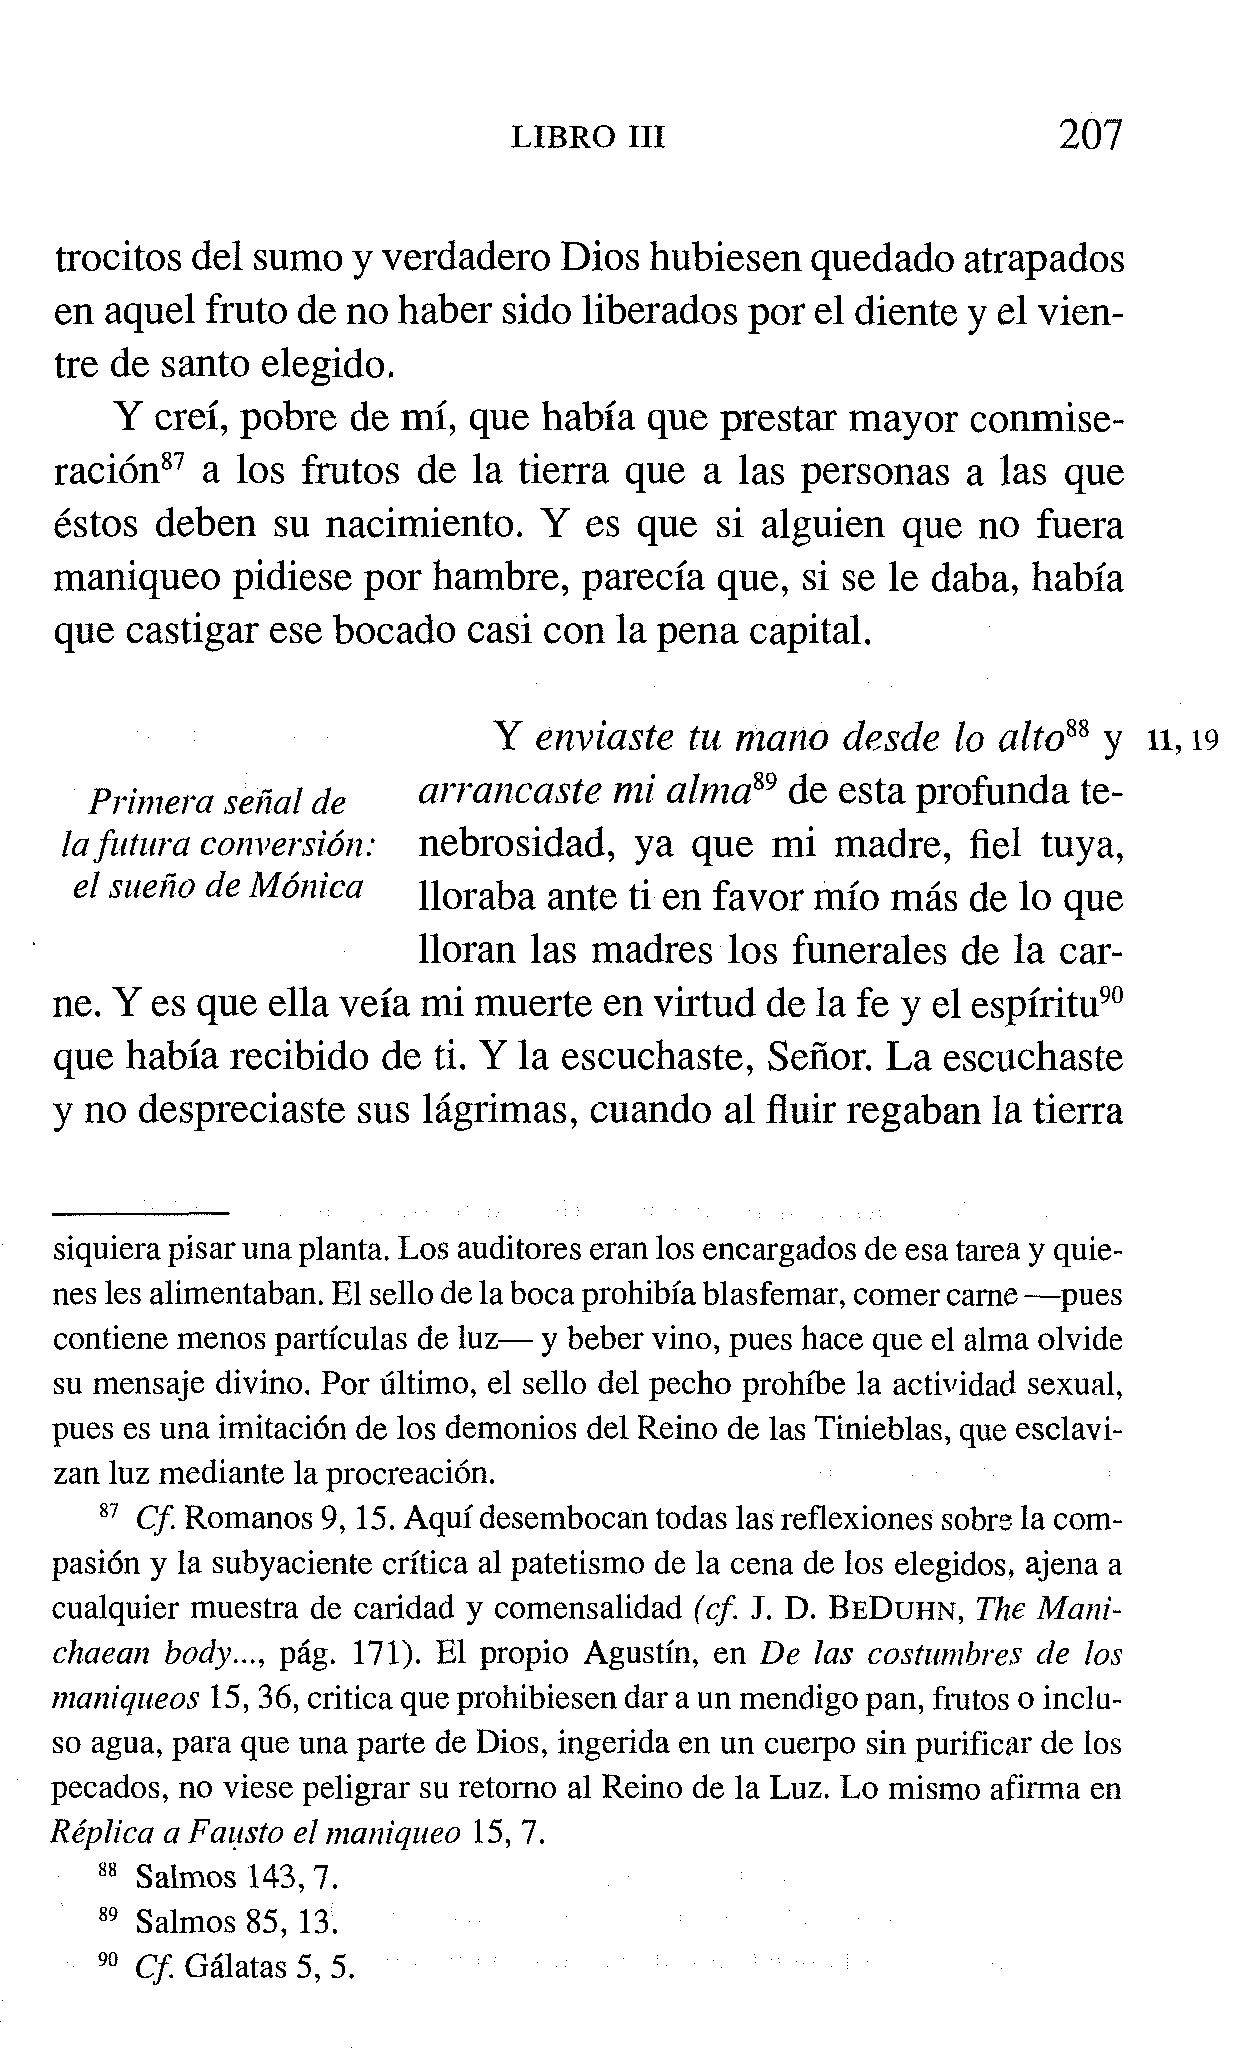 LIBRO III 207
trocitos del sumo y verdadero Dios hubiesen quedado atrapados
en aquel fruto de no haber sido liberados por el diente y el vien-
tre de santo elegido.
Y creí, pobre de mí, que había que prestar mayor conmise-
ración⁸⁷ a los frutos de la tierra que a las personas a las que
éstos deben su nacimiento. Y es que si alguien que no fuera
maniqueo pidiese por hambre, parecía que, si se le daba, había
que castigar ese bocado casi con la pena capital.
Primera señal de
la futura conversión:
el sueño de Mónica
Y enviaste tu mano desde lo alto⁸⁸ y 11, 19
arrancaste mi alma⁸⁹ de esta profunda te-
nebrosidad, ya que mi madre, fiel tuya,
lloraba ante ti en favor mío más de lo que
lloran las madres los funerales de la car-
ne. Y es que ella veía mi muerte en virtud de la fe y el espíritu⁹⁰
que había recibido de ti. Y la escuchaste, Señor. La escuchaste
y no despreciaste sus lágrimas, cuando al fluir regaban la tierra
siquiera pisar una planta. Los auditores eran los encargados de esa tarea y quie-
nes les alimentaban. El sello de la boca prohibía blasfemar, comer carne —pues
contiene menos partículas de luz— y beber vino, pues hace que el alma olvide
su mensaje divino. Por último, el sello del pecho prohíbe la actividad sexual,
pues es una imitación de los demonios del Reino de las Tinieblas, que esclavi-
zan luz mediante la procreación.
⁸⁷ Cf. Romanos 9, 15. Aquí desembocan todas las reflexiones sobre la com-
pasión y la subyaciente crítica al patetismo de la cena de los elegidos, ajena a
cualquier muestra de caridad y comensalidad (cf. J. D. BEDUHN, The Mani-
chaean body..., pág. 171). El propio Agustín, en De las costumbres de los
maniqueos 15, 36, critica que prohibiesen dar a un mendigo pan, frutos o inclu-
so agua, para que una parte de Dios, ingerida en un cuerpo sin purificar de los
pecados, no viese peligrar su retorno al Reino de la Luz. Lo mismo afirma en
Réplica a Fausto el maniqueo 15, 7.
⁸⁸ Salmos 143, 7.
⁸⁹ Salmos 85, 13.
⁹⁰ Cf. Gálatas 5, 5.